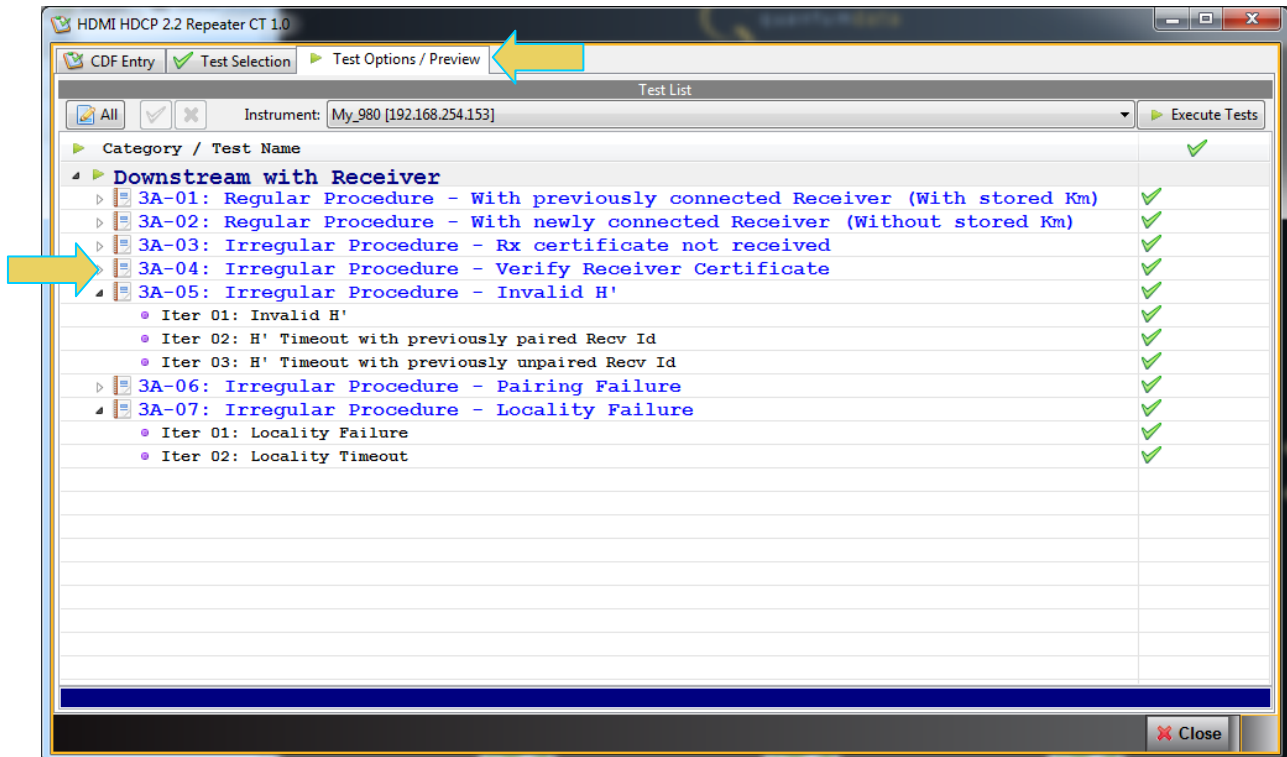 HDMI HDCP 2.2 Repeater CT 1.0
CDF Entry Test Selection Test Options / Preview
Test List
All Instrument: My_980 [192.168.254.153] Execute Tests
Category / Test Name
Downstream with Receiver
3A-01: Regular Procedure - With previously connected Receiver (With stored Km)
3A-02: Regular Procedure - With newly connected Receiver (Without stored Km)
3A-03: Irregular Procedure - Rx certificate not received
3A-04: Irregular Procedure - Verify Receiver Certificate
3A-05: Irregular Procedure - Invalid H'
Iter 01: Invalid H'
Iter 02: H' Timeout with previously paired Recv Id
Iter 03: H' Timeout with previously unpaired Recv Id
3A-06: Irregular Procedure - Pairing Failure
3A-07: Irregular Procedure - Locality Failure
Iter 01: Locality Failure
Iter 02: Locality Timeout
Close